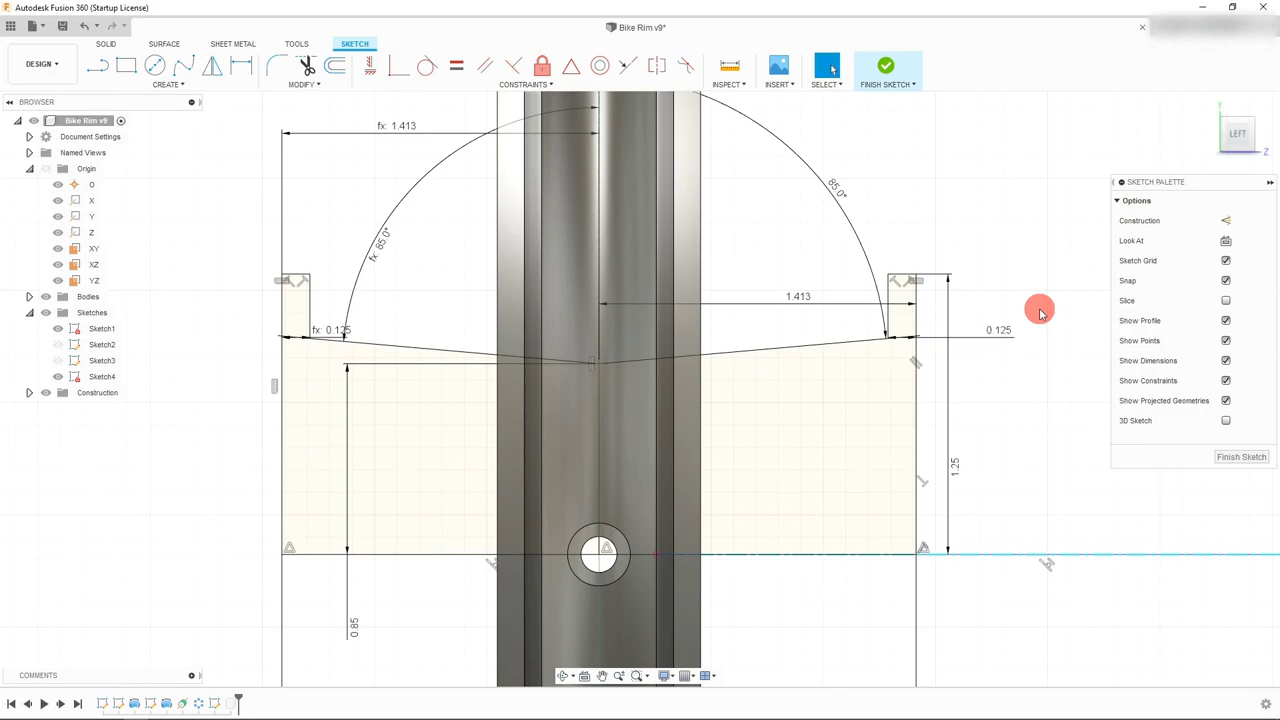 Autodesk Fusion 360 (Startup License)
Bike Rim v9*
SOLID SURFACE SHEET METAL TOOLS SKETCH
DESIGN
CREATE MODIFY CONSTRAINTS INSPECT INSERT SELECT FINISH SKETCH
BROWSER
Bike Rim v9
Document Settings
Named Views
Origin
O
X
Y
Z
XY
XZ
YZ
Bodies
Sketches
Sketch1
Sketch2
Sketch3
Sketch4
Construction
fx: 1.413
fx: 85.0°
85.0°
1.413
fx: 0.125
0.125
1.25
0.85
Y
LEFT
Z
SKETCH PALETTE
Options
Construction
Look At
Sketch Grid
Snap
Slice
Show Profile
Show Points
Show Dimensions
Show Constraints
Show Projected Geometries
3D Sketch
Finish Sketch
COMMENTS